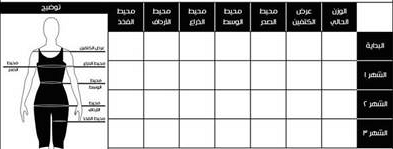 الوزن الحالي
عرض الكتفين
محيط الصدر
محيط الوسط
محيط الذراع
محيط الأرداف
محيط الفخذ
توضيح
البداية
الشهر ١
الشهر ٢
الشهر ٣
عرض الكتفين
محيط الذراع
محيط الصدر
محيط الوسط
محيط الارداف
محيط الفخذ